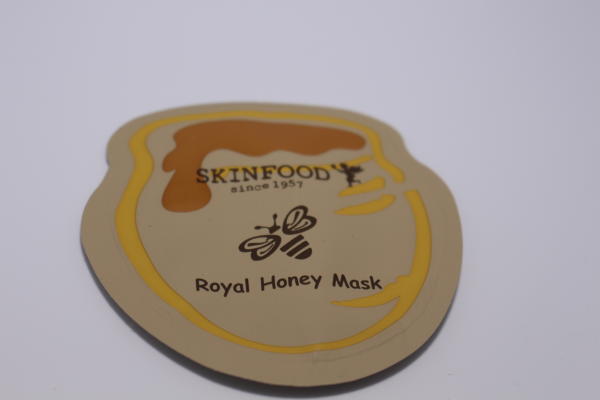 SKINFOOD
since 1957
Royal Honey Mask